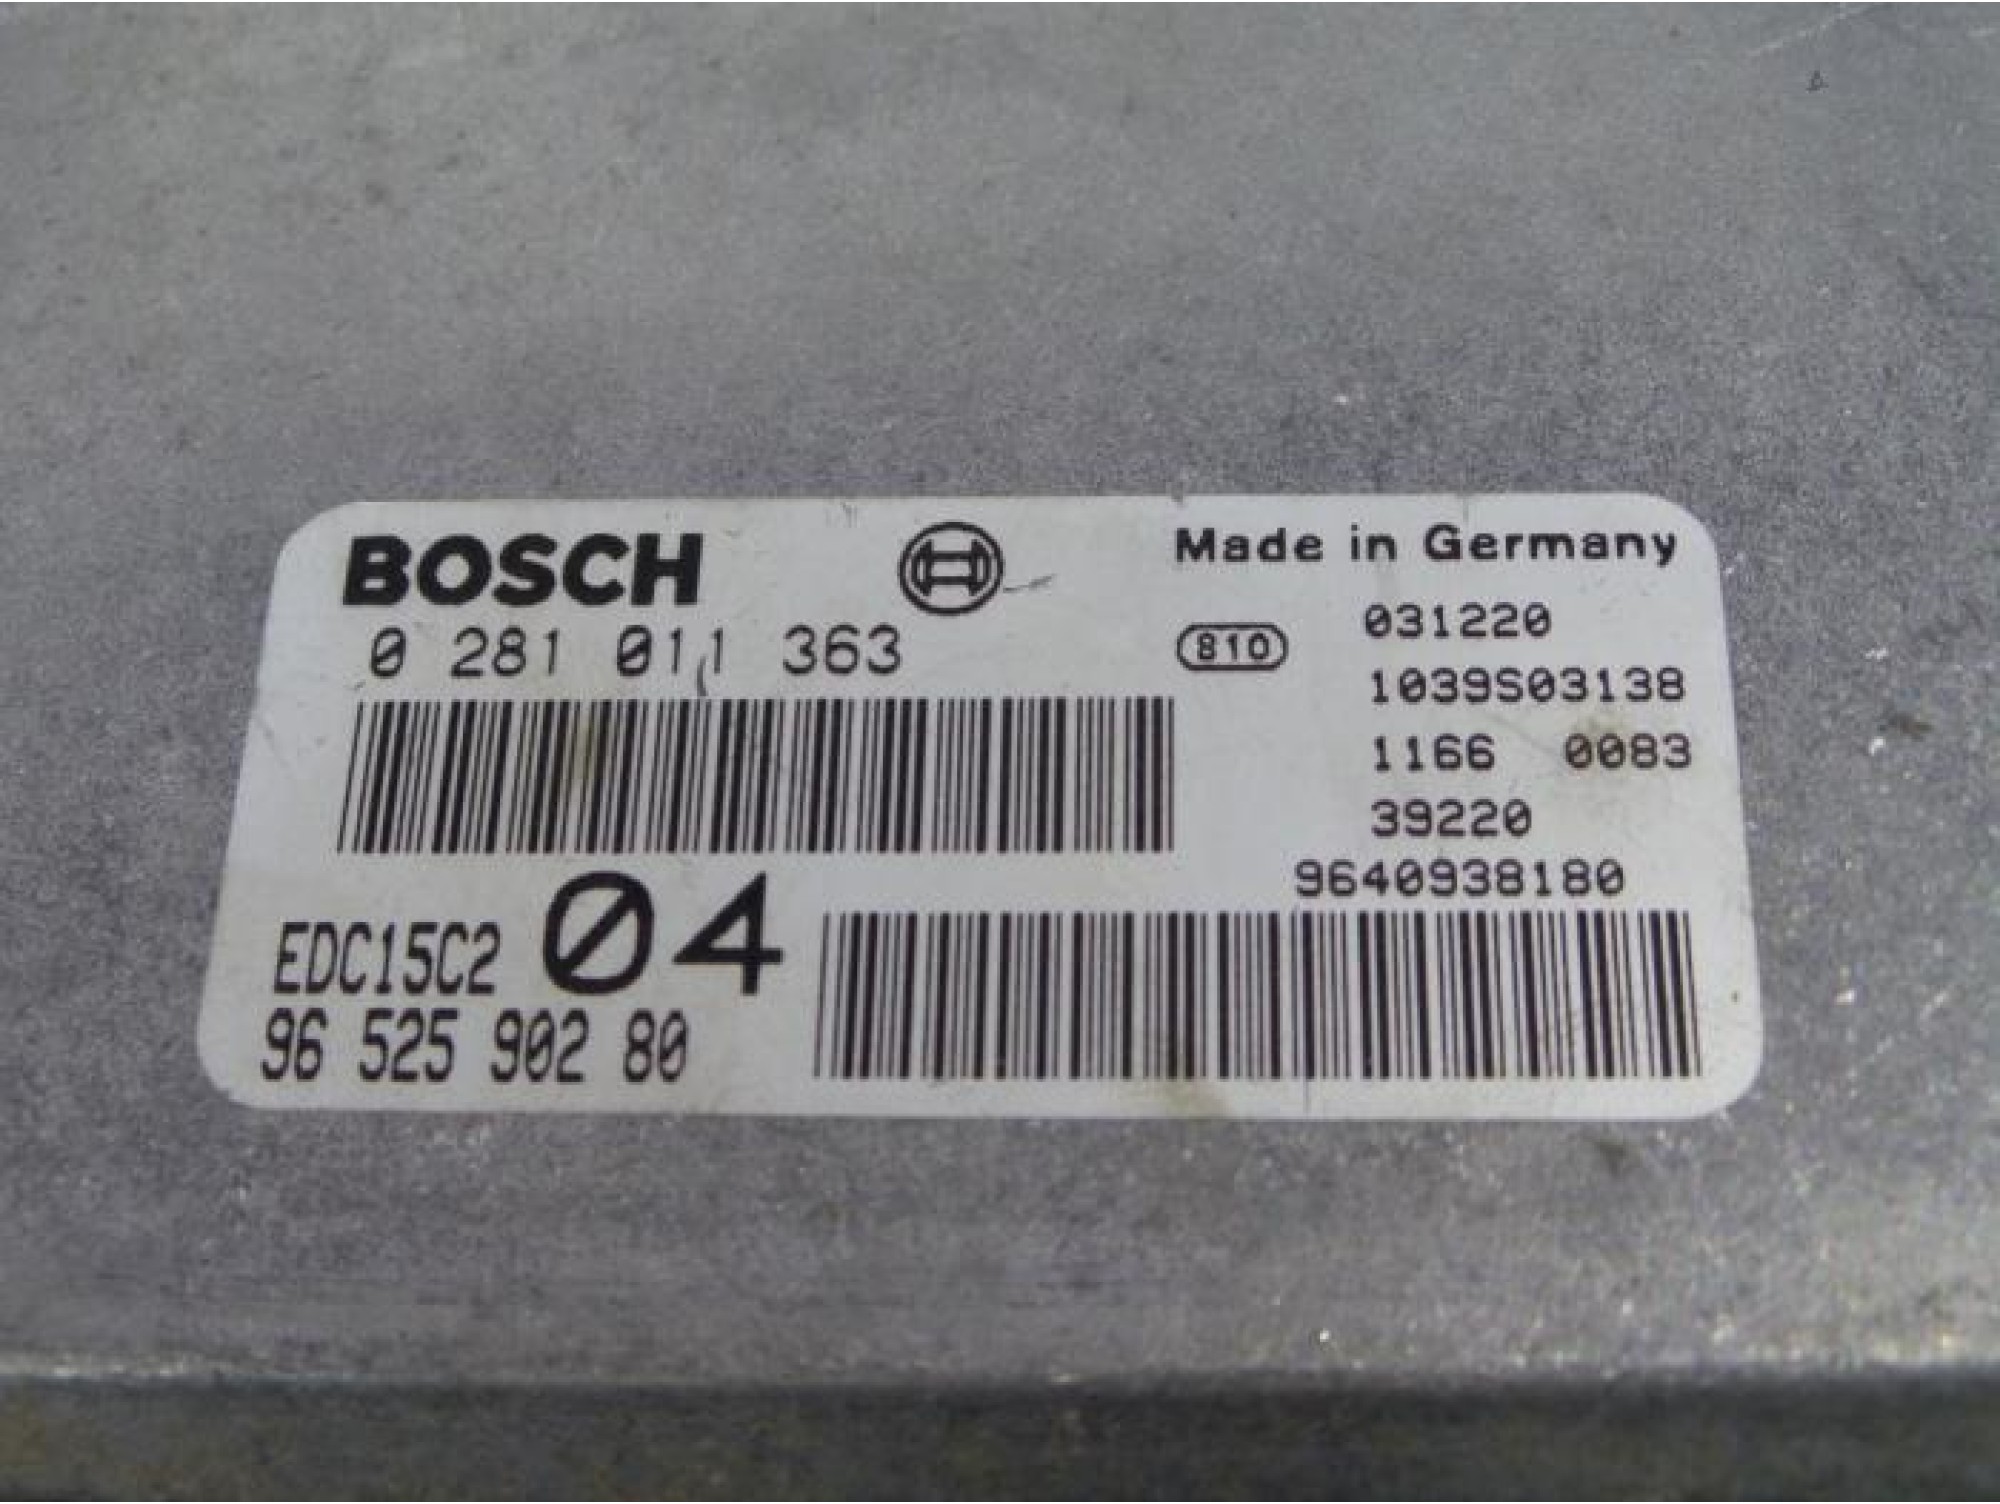 BOSCH
Made in Germany
0 281 011 363
810
031220
1039S03138
1166 0083
39220
9640938180
EDC15C2 04
96 525 902 80